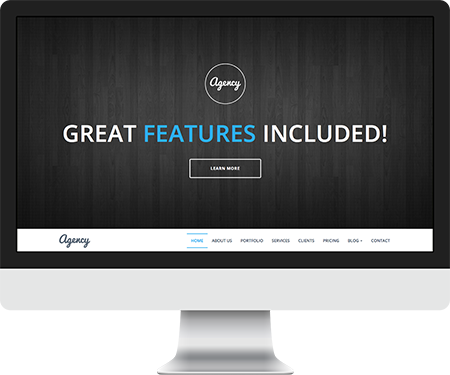 Agency
GREAT FEATURES INCLUDED!
LEARN MORE
Agency HOME ABOUT US PORTFOLIO SERVICES CLIENTS PRICING BLOG CONTACT